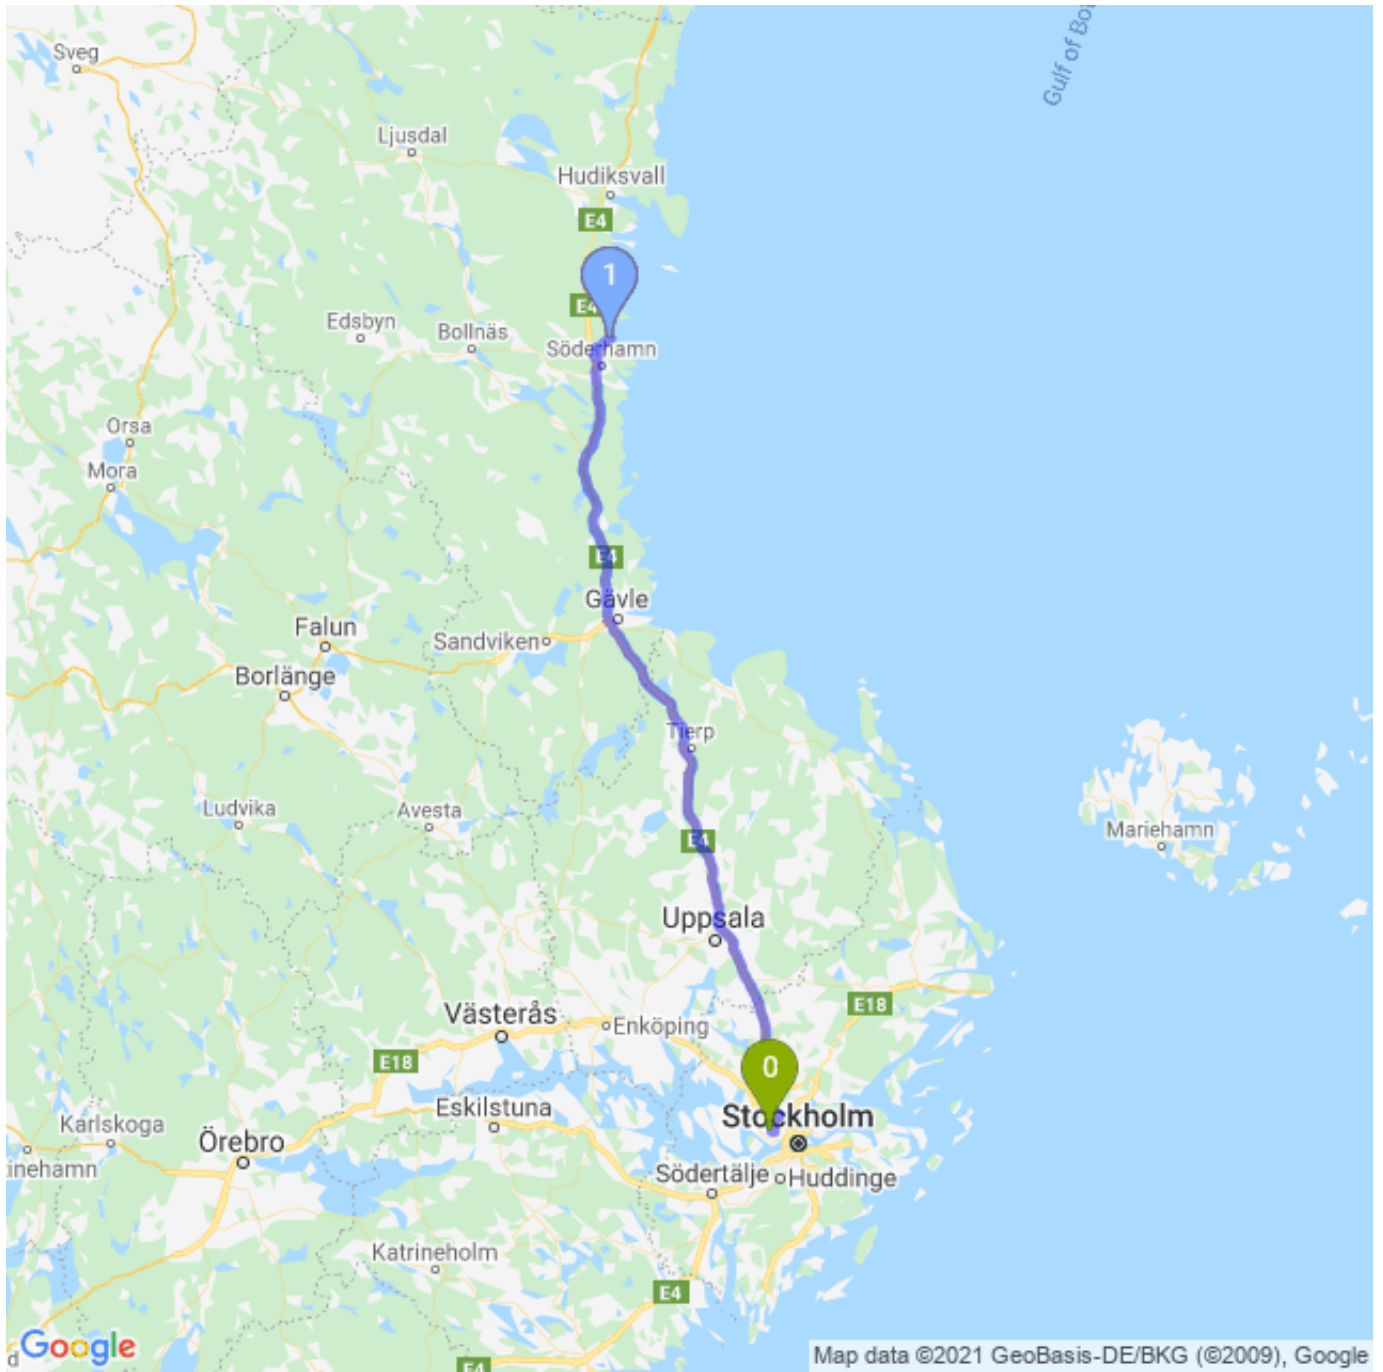 Sveg
Gulf of Bo
Ljusdal
Hudiksvall
E4
1
E4
Edsbyn
Bollnäs
Söderhamn
Orsa
Mora
E4
Gävle
Falun
Sandviken
Borlänge
Tierp
Ludvika
Avesta
Mariehamn
E4
Uppsala
E18
Västerås
Enköping
E18
0
Eskilstuna
Stockholm
Karlskoga
Örebro
tinehamn
Södertälje
Huddinge
Katrineholm
E4
Google
d
E4
Map data ©2021 GeoBasis-DE/BKG (©2009), Google